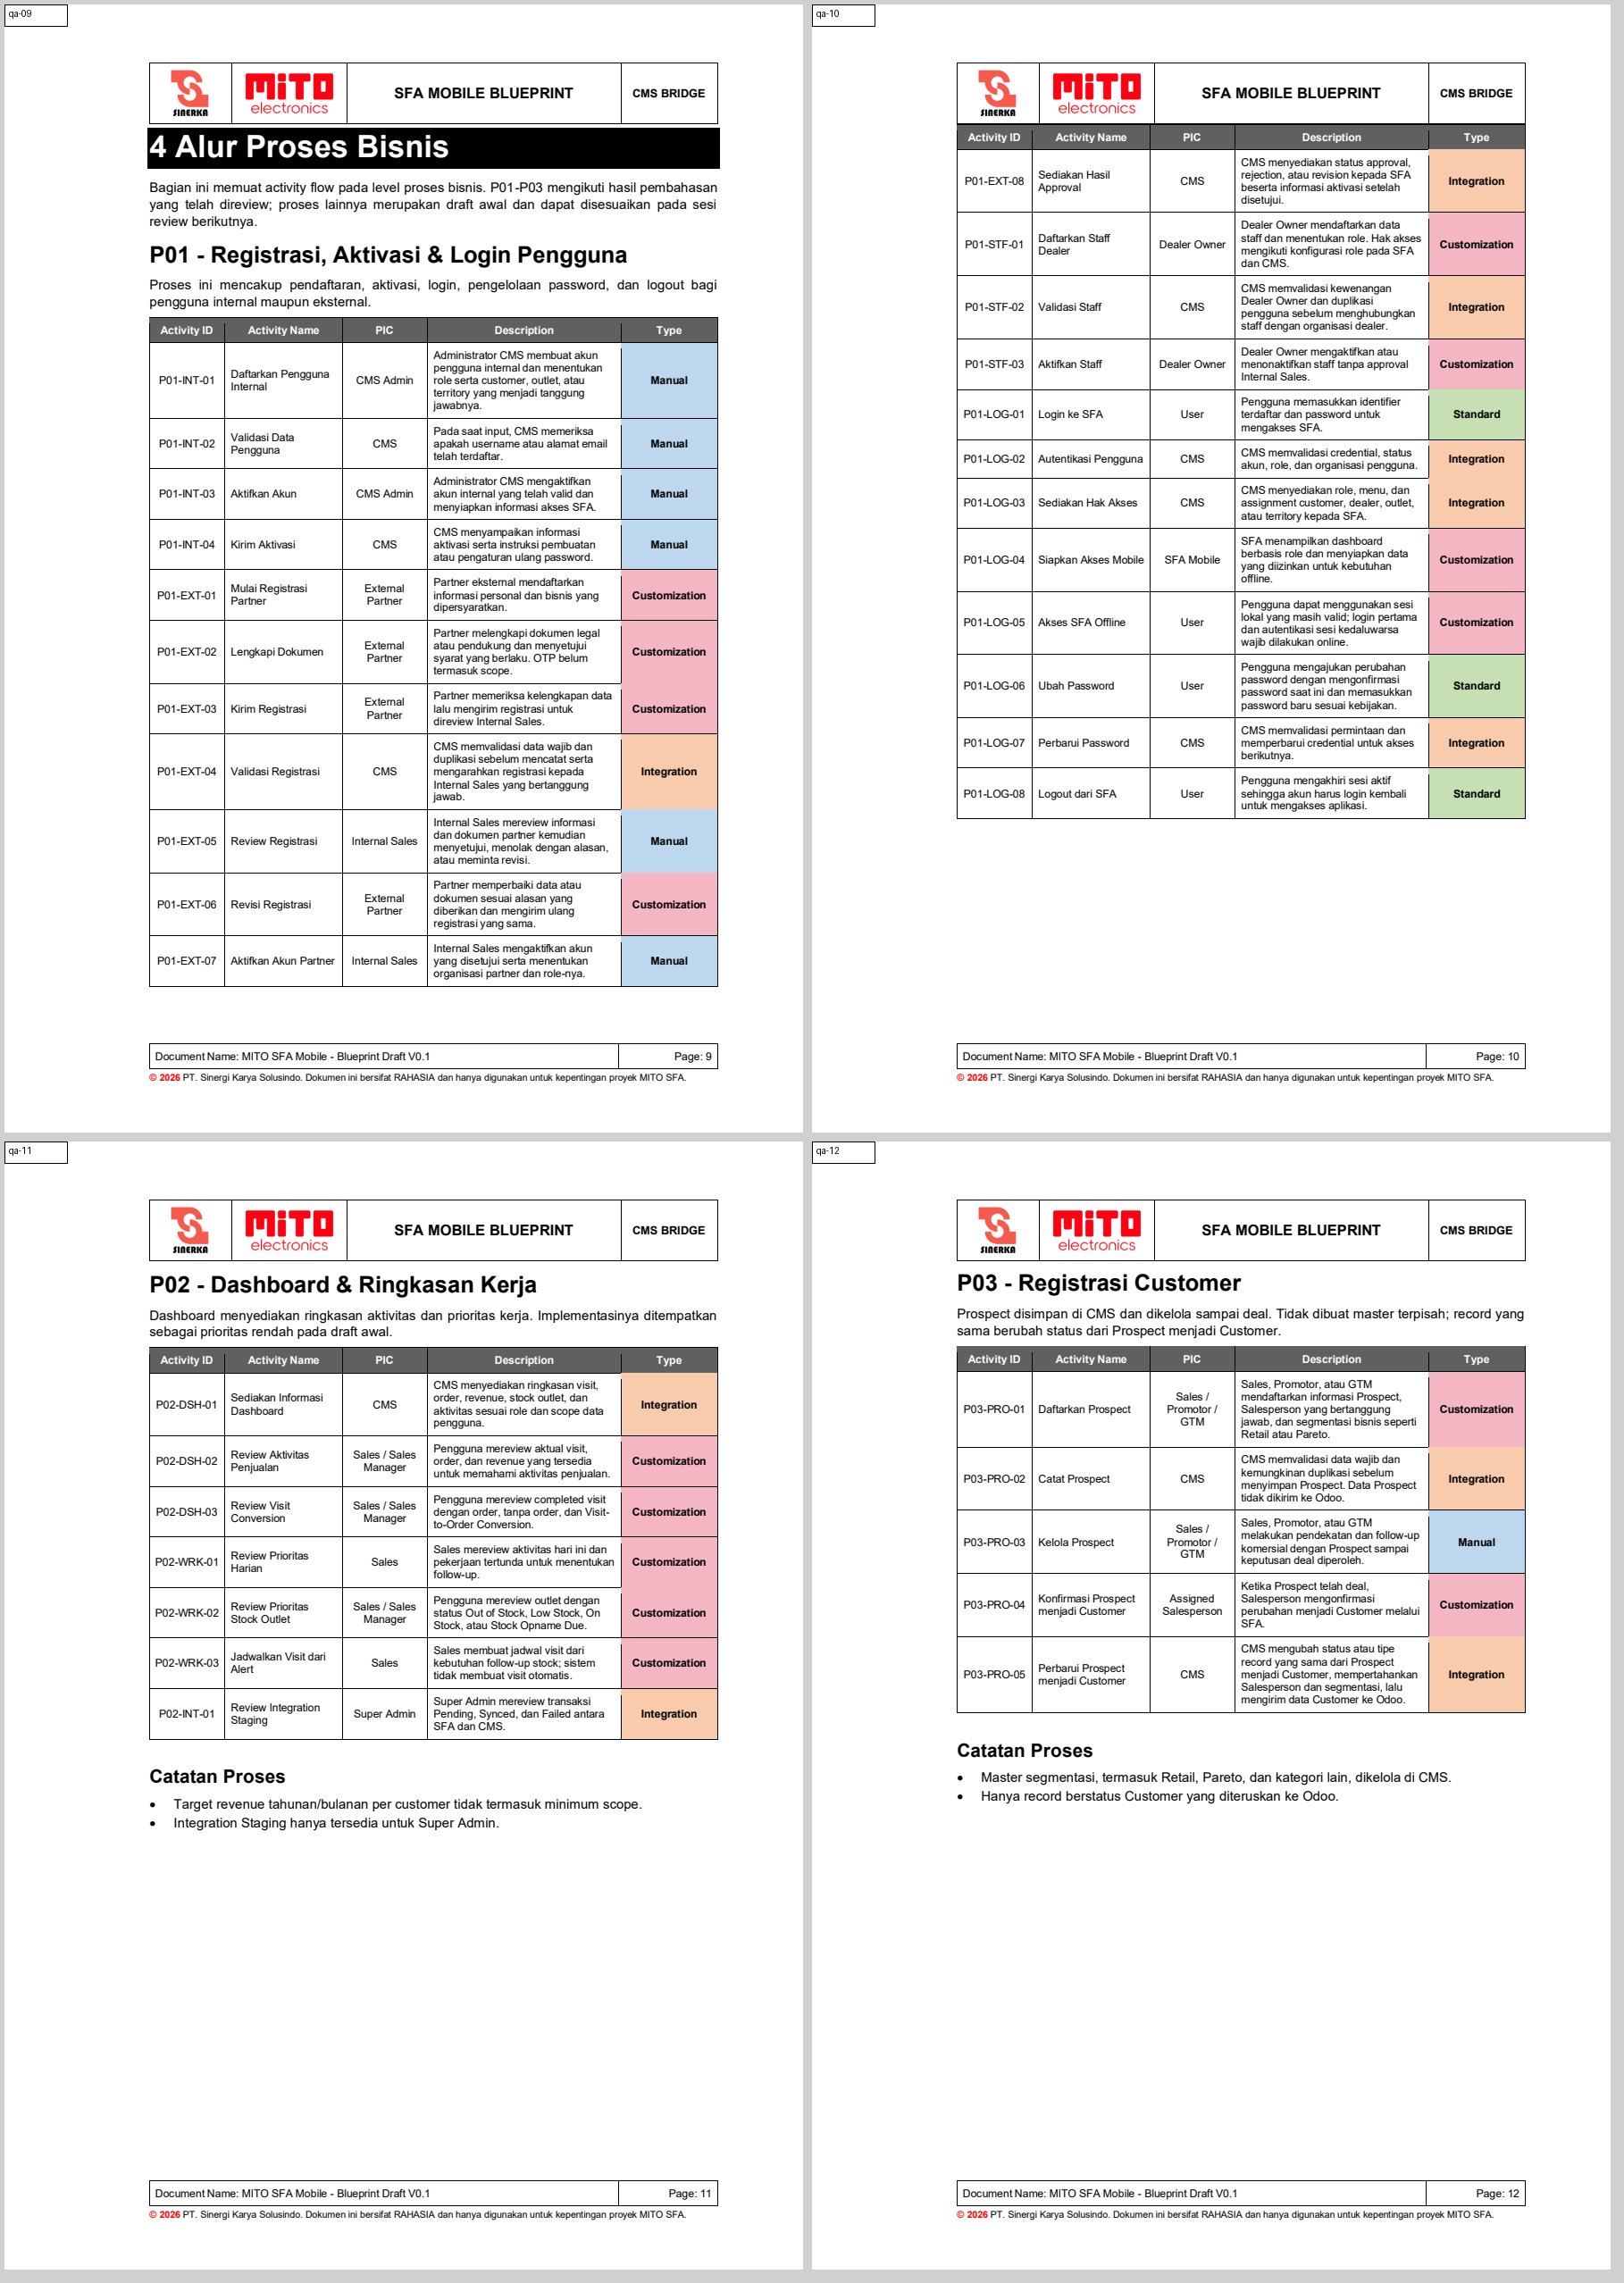 qa-09
SINERKA
MiTO
electronics
SFA MOBILE BLUEPRINT
CMS BRIDGE
4 Alur Proses Bisnis
Bagian ini memuat activity flow pada level proses bisnis. P01-P03 mengikuti hasil pembahasan
yang telah direview; proses lainnya merupakan draft awal dan dapat disesuaikan pada sesi
review berikutnya.
P01 - Registrasi, Aktivasi & Login Pengguna
Proses ini mencakup pendaftaran, aktivasi, login, pengelolaan password, dan logout bagi
pengguna internal maupun eksternal.
Activity ID Activity Name PIC Description Type
P01-INT-01
Daftarkan Pengguna
Internal
CMS Admin
Administrator CMS membuat akun
pengguna internal dan menentukan
role serta customer, outlet, atau
territory yang menjadi tanggung
jawabnya.
Manual
P01-INT-02
Validasi Data
Pengguna
CMS
Pada saat input, CMS memeriksa
apakah username atau alamat email
telah terdaftar.
Manual
P01-INT-03
Aktifkan Akun
CMS Admin
Administrator CMS mengaktifkan
akun internal yang telah valid dan
menyiapkan informasi akses SFA.
Manual
P01-INT-04
Kirim Aktivasi
CMS
CMS menyampaikan informasi
aktivasi serta instruksi pembuatan
atau pengaturan ulang password.
Manual
P01-EXT-01
Mulai Registrasi
Partner
External
Partner
Partner eksternal mendaftarkan
informasi personal dan bisnis yang
dipersyaratkan.
Customization
P01-EXT-02
Lengkapi Dokumen
External
Partner
Partner melengkapi dokumen legal
atau pendukung dan menyetujui
syarat yang berlaku. OTP belum
termasuk scope.
Customization
P01-EXT-03
Kirim Registrasi
External
Partner
Partner memeriksa kelengkapan data
lalu mengirim registrasi untuk
direview Internal Sales.
Customization
P01-EXT-04
Validasi Registrasi
CMS
CMS memvalidasi data wajib dan
duplikasi sebelum mencatat serta
mengarahkan registrasi kepada
Internal Sales yang bertanggung
jawab.
Integration
P01-EXT-05
Review Registrasi
Internal Sales
Internal Sales mereview informasi
dan dokumen partner kemudian
menyetujui, menolak dengan alasan,
atau meminta revisi.
Manual
P01-EXT-06
Revisi Registrasi
External
Partner
Partner memperbaiki data atau
dokumen sesuai alasan yang
diberikan dan mengirim ulang
registrasi yang sama.
Customization
P01-EXT-07
Aktifkan Akun Partner
Internal Sales
Internal Sales mengaktifkan akun
yang disetujui serta menentukan
organisasi partner dan role-nya.
Manual
Document Name: MITO SFA Mobile - Blueprint Draft V0.1
Page: 9
© 2026 PT. Sinergi Karya Solusindo. Dokumen ini bersifat RAHASIA dan hanya digunakan untuk kepentingan proyek MITO SFA.
qa-10
SINERKA
MiTO
electronics
SFA MOBILE BLUEPRINT
CMS BRIDGE
Activity ID Activity Name PIC Description Type
P01-EXT-08
Sediakan Hasil
Approval
CMS
CMS menyediakan status approval,
rejection, atau revision kepada SFA
beserta informasi aktivasi setelah
disetujui.
Integration
P01-STF-01
Daftarkan Staff
Dealer
Dealer Owner
Dealer Owner mendaftarkan data
staff dan menentukan role. Hak akses
mengikuti konfigurasi role pada SFA
dan CMS.
Customization
P01-STF-02
Validasi Staff
CMS
CMS memvalidasi kewenangan
Dealer Owner dan duplikasi
pengguna sebelum menghubungkan
staff dengan organisasi dealer.
Integration
P01-STF-03
Aktifkan Staff
Dealer Owner
Dealer Owner mengaktifkan atau
menonaktifkan staff tanpa approval
Internal Sales.
Customization
P01-LOG-01
Login ke SFA
User
Pengguna memasukkan identifier
terdaftar dan password untuk
mengakses SFA.
Standard
P01-LOG-02
Autentikasi Pengguna
CMS
CMS memvalidasi credential, status
akun, role, dan organisasi pengguna.
Integration
P01-LOG-03
Sediakan Hak Akses
CMS
CMS menyediakan role, menu, dan
assignment customer, dealer, outlet,
atau territory kepada SFA.
Integration
P01-LOG-04
Siapkan Akses Mobile
SFA Mobile
SFA menampilkan dashboard
berbasis role dan menyiapkan data
yang diizinkan untuk kebutuhan
offline.
Customization
P01-LOG-05
Akses SFA Offline
User
Pengguna dapat menggunakan sesi
lokal yang masih valid; login pertama
dan autentikasi sesi kedaluwarsa
wajib dilakukan online.
Customization
P01-LOG-06
Ubah Password
User
Pengguna mengajukan perubahan
password dengan mengonfirmasi
password saat ini dan memasukkan
password baru sesuai kebijakan.
Standard
P01-LOG-07
Perbarui Password
CMS
CMS memvalidasi permintaan dan
memperbarui credential untuk akses
berikutnya.
Integration
P01-LOG-08
Logout dari SFA
User
Pengguna mengakhiri sesi aktif
sehingga akun harus login kembali
untuk mengakses aplikasi.
Standard
Document Name: MITO SFA Mobile - Blueprint Draft V0.1
Page: 10
© 2026 PT. Sinergi Karya Solusindo. Dokumen ini bersifat RAHASIA dan hanya digunakan untuk kepentingan proyek MITO SFA.
qa-11
SINERKA
MiTO
electronics
SFA MOBILE BLUEPRINT
CMS BRIDGE
P02 - Dashboard & Ringkasan Kerja
Dashboard menyediakan ringkasan aktivitas dan prioritas kerja. Implementasinya ditempatkan
sebagai prioritas rendah pada draft awal.
Activity ID Activity Name PIC Description Type
P02-DSH-01
Sediakan Informasi
Dashboard
CMS
CMS menyediakan ringkasan visit,
order, revenue, stock outlet, dan
aktivitas sesuai role dan scope data
pengguna.
Integration
P02-DSH-02
Review Aktivitas
Penjualan
Sales / Sales
Manager
Pengguna mereview aktual visit,
order, dan revenue yang tersedia
untuk memahami aktivitas penjualan.
Customization
P02-DSH-03
Review Visit
Conversion
Sales / Sales
Manager
Pengguna mereview completed visit
dengan order, tanpa order, dan Visit-
to-Order Conversion.
Customization
P02-WRK-01
Review Prioritas
Harian
Sales
Sales mereview aktivitas hari ini dan
pekerjaan tertunda untuk menentukan
follow-up.
Customization
P02-WRK-02
Review Prioritas
Stock Outlet
Sales / Sales
Manager
Pengguna mereview outlet dengan
status Out of Stock, Low Stock, On
Stock, atau Stock Opname Due.
Customization
P02-WRK-03
Jadwalkan Visit dari
Alert
Sales
Sales membuat jadwal visit dari
kebutuhan follow-up stock; sistem
tidak membuat visit otomatis.
Customization
P02-INT-01
Review Integration
Staging
Super Admin
Super Admin mereview transaksi
Pending, Synced, dan Failed antara
SFA dan CMS.
Integration
Catatan Proses
• Target revenue tahunan/bulanan per customer tidak termasuk minimum scope.
• Integration Staging hanya tersedia untuk Super Admin.
Document Name: MITO SFA Mobile - Blueprint Draft V0.1
Page: 11
© 2026 PT. Sinergi Karya Solusindo. Dokumen ini bersifat RAHASIA dan hanya digunakan untuk kepentingan proyek MITO SFA.
qa-12
SINERKA
MiTO
electronics
SFA MOBILE BLUEPRINT
CMS BRIDGE
P03 - Registrasi Customer
Prospect disimpan di CMS dan dikelola sampai deal. Tidak dibuat master terpisah; record yang
sama berubah status dari Prospect menjadi Customer.
Activity ID Activity Name PIC Description Type
P03-PRO-01
Daftarkan Prospect
Sales /
Promotor /
GTM
Sales, Promotor, atau GTM
mendaftarkan informasi Prospect,
Salesperson yang bertanggung
jawab, dan segmentasi bisnis seperti
Retail atau Pareto.
Customization
P03-PRO-02
Catat Prospect
CMS
CMS memvalidasi data wajib dan
kemungkinan duplikasi sebelum
menyimpan Prospect. Data Prospect
tidak dikirim ke Odoo.
Integration
P03-PRO-03
Kelola Prospect
Sales /
Promotor /
GTM
Sales, Promotor, atau GTM
melakukan pendekatan dan follow-up
komersial dengan Prospect sampai
keputusan deal diperoleh.
Manual
P03-PRO-04
Konfirmasi Prospect
menjadi Customer
Assigned
Salesperson
Ketika Prospect telah deal,
Salesperson mengonfirmasi
perubahan menjadi Customer melalui
SFA.
Customization
P03-PRO-05
Perbarui Prospect
menjadi Customer
CMS
CMS mengubah status atau tipe
record yang sama dari Prospect
menjadi Customer, mempertahankan
Salesperson dan segmentasi, lalu
mengirim data Customer ke Odoo.
Integration
Catatan Proses
• Master segmentasi, termasuk Retail, Pareto, dan kategori lain, dikelola di CMS.
• Hanya record berstatus Customer yang diteruskan ke Odoo.
Document Name: MITO SFA Mobile - Blueprint Draft V0.1
Page: 12
© 2026 PT. Sinergi Karya Solusindo. Dokumen ini bersifat RAHASIA dan hanya digunakan untuk kepentingan proyek MITO SFA.